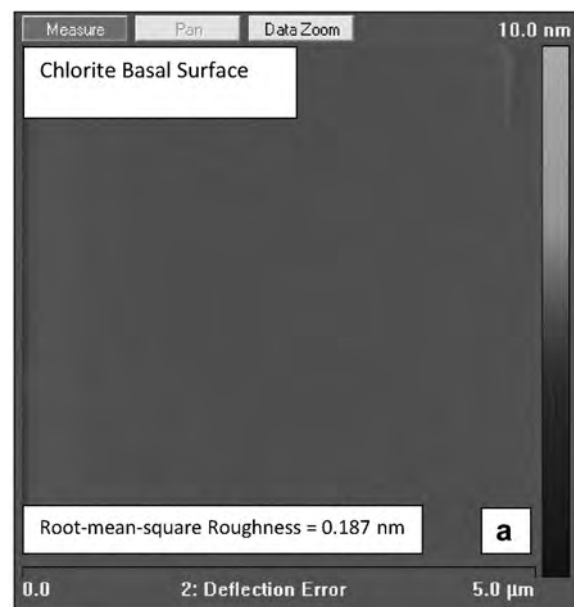 Measure Pan Data Zoom 10.0 nm
Chlorite Basal Surface
Root-mean-square Roughness = 0.187 nm a
0.0 2: Deflection Error 5.0 µm